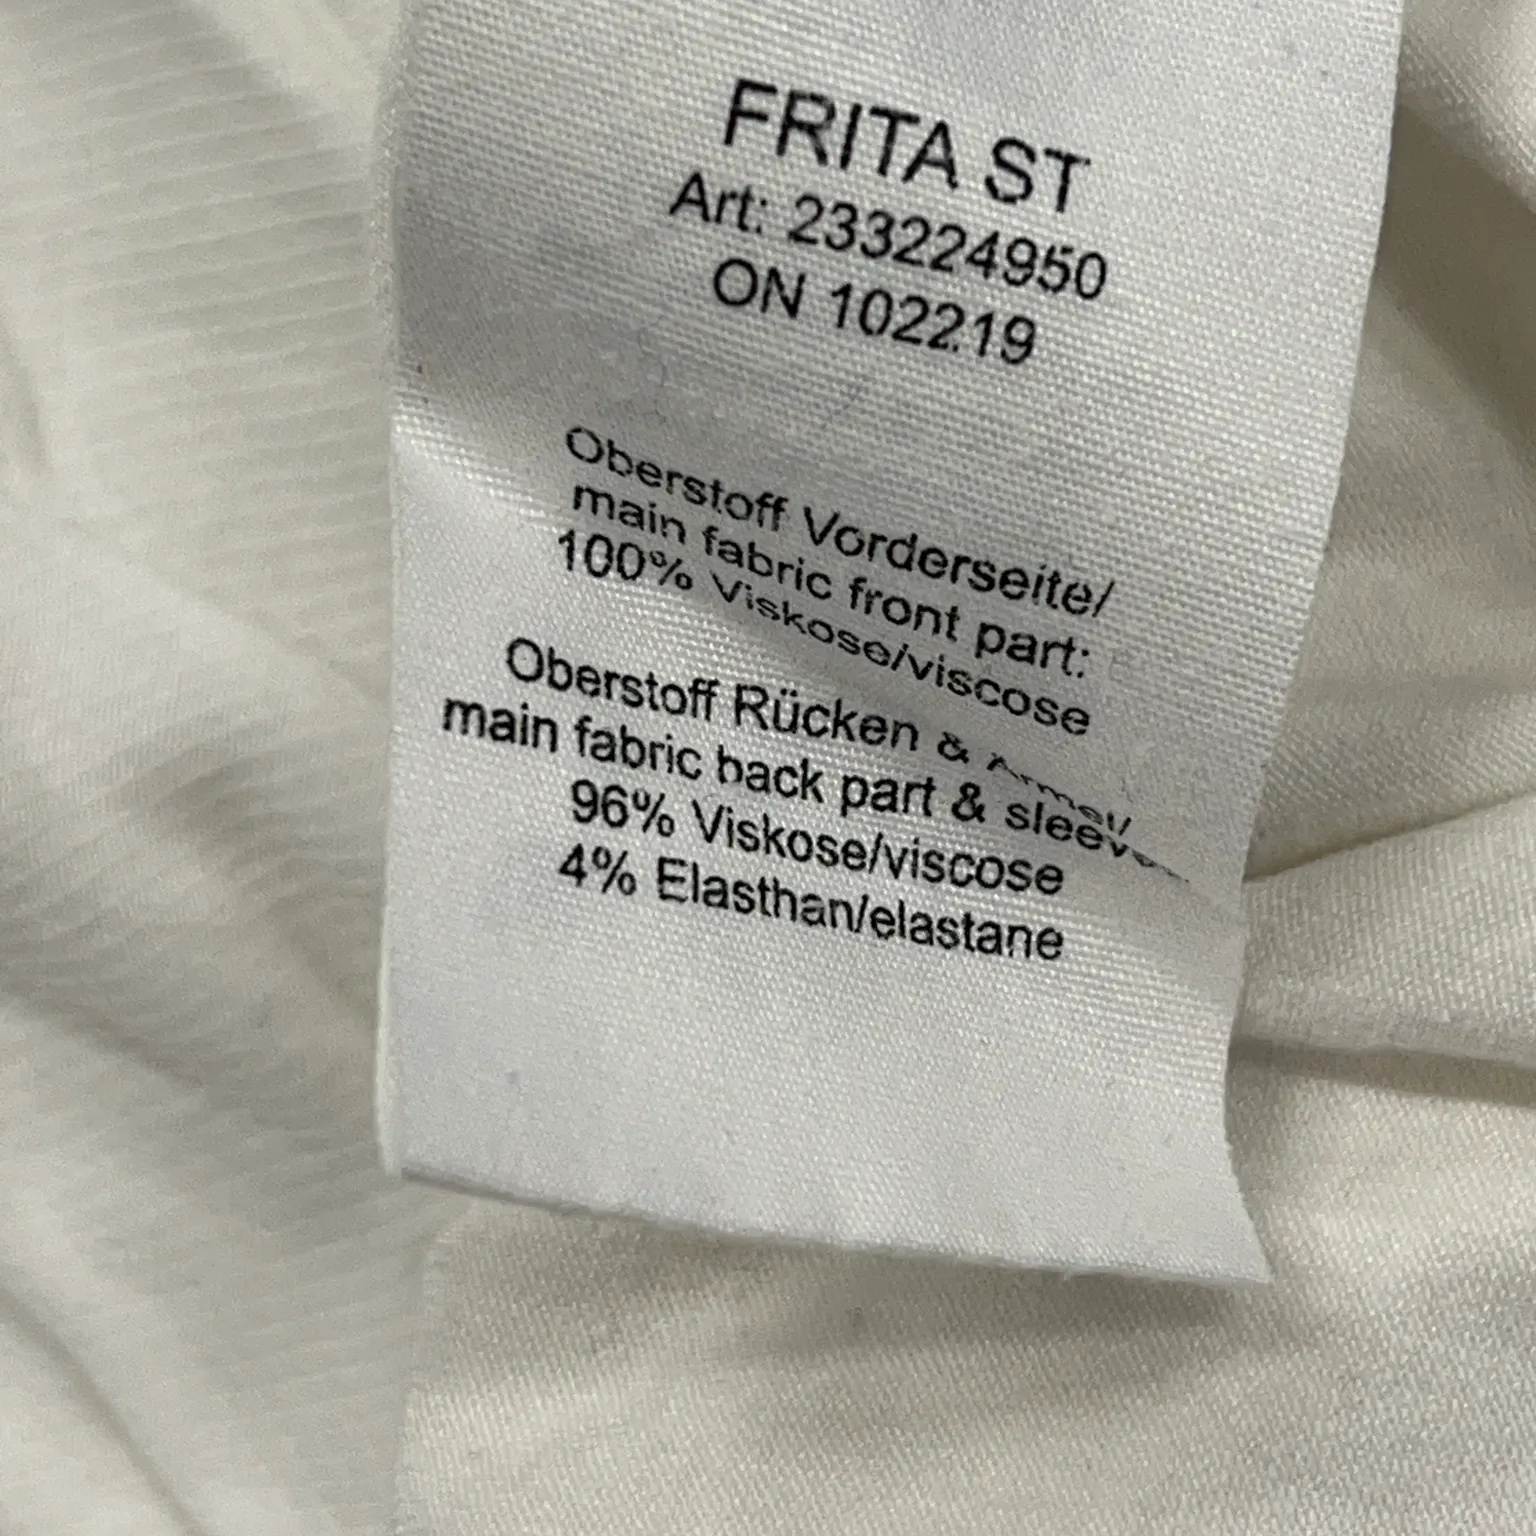 FRITA ST
Art: 233224950
ON 102219
Oberstoff Vorderseite/
main fabric front part:
100% Viskose/viscose
Oberstoff Rücken &
main fabric back part &
96% Viskose/viscose
4% Elasthan/elastane